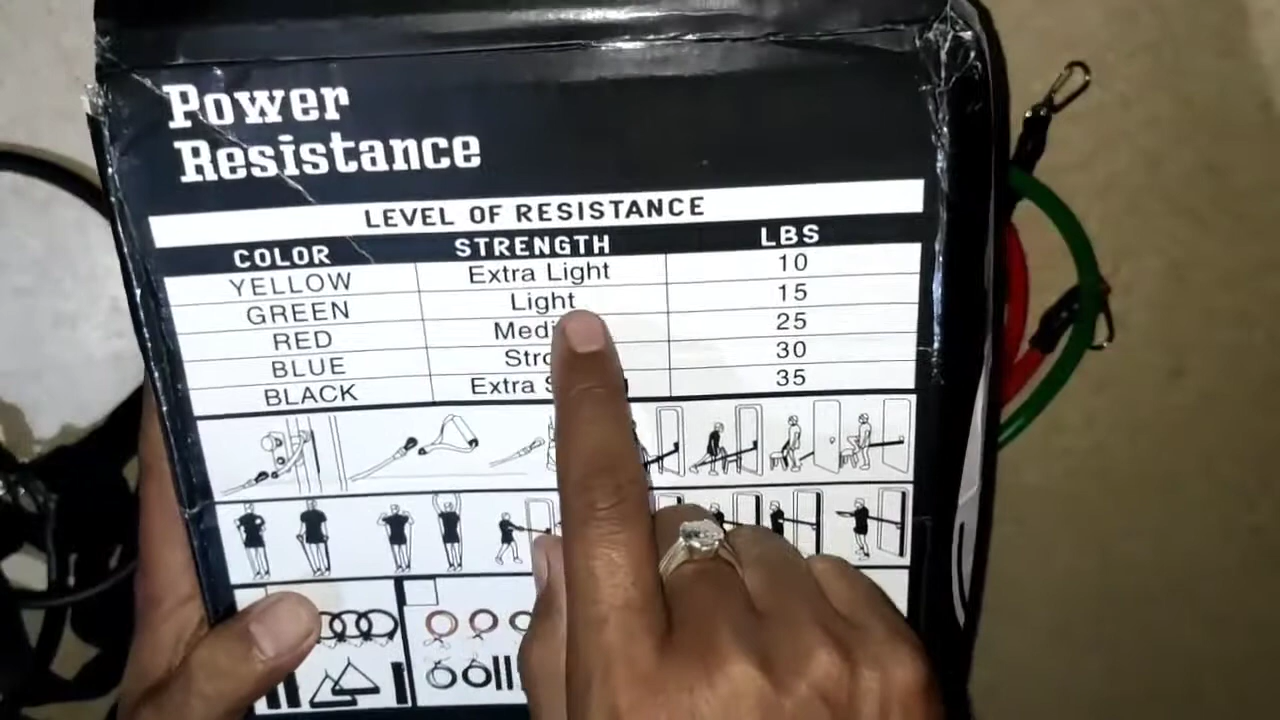 Power
Resistance
LEVEL OF RESISTANCE
COLOR STRENGTH LBS
YELLOW Extra Light 10
GREEN Light 15
RED 25
BLUE 30
BLACK Extra 35